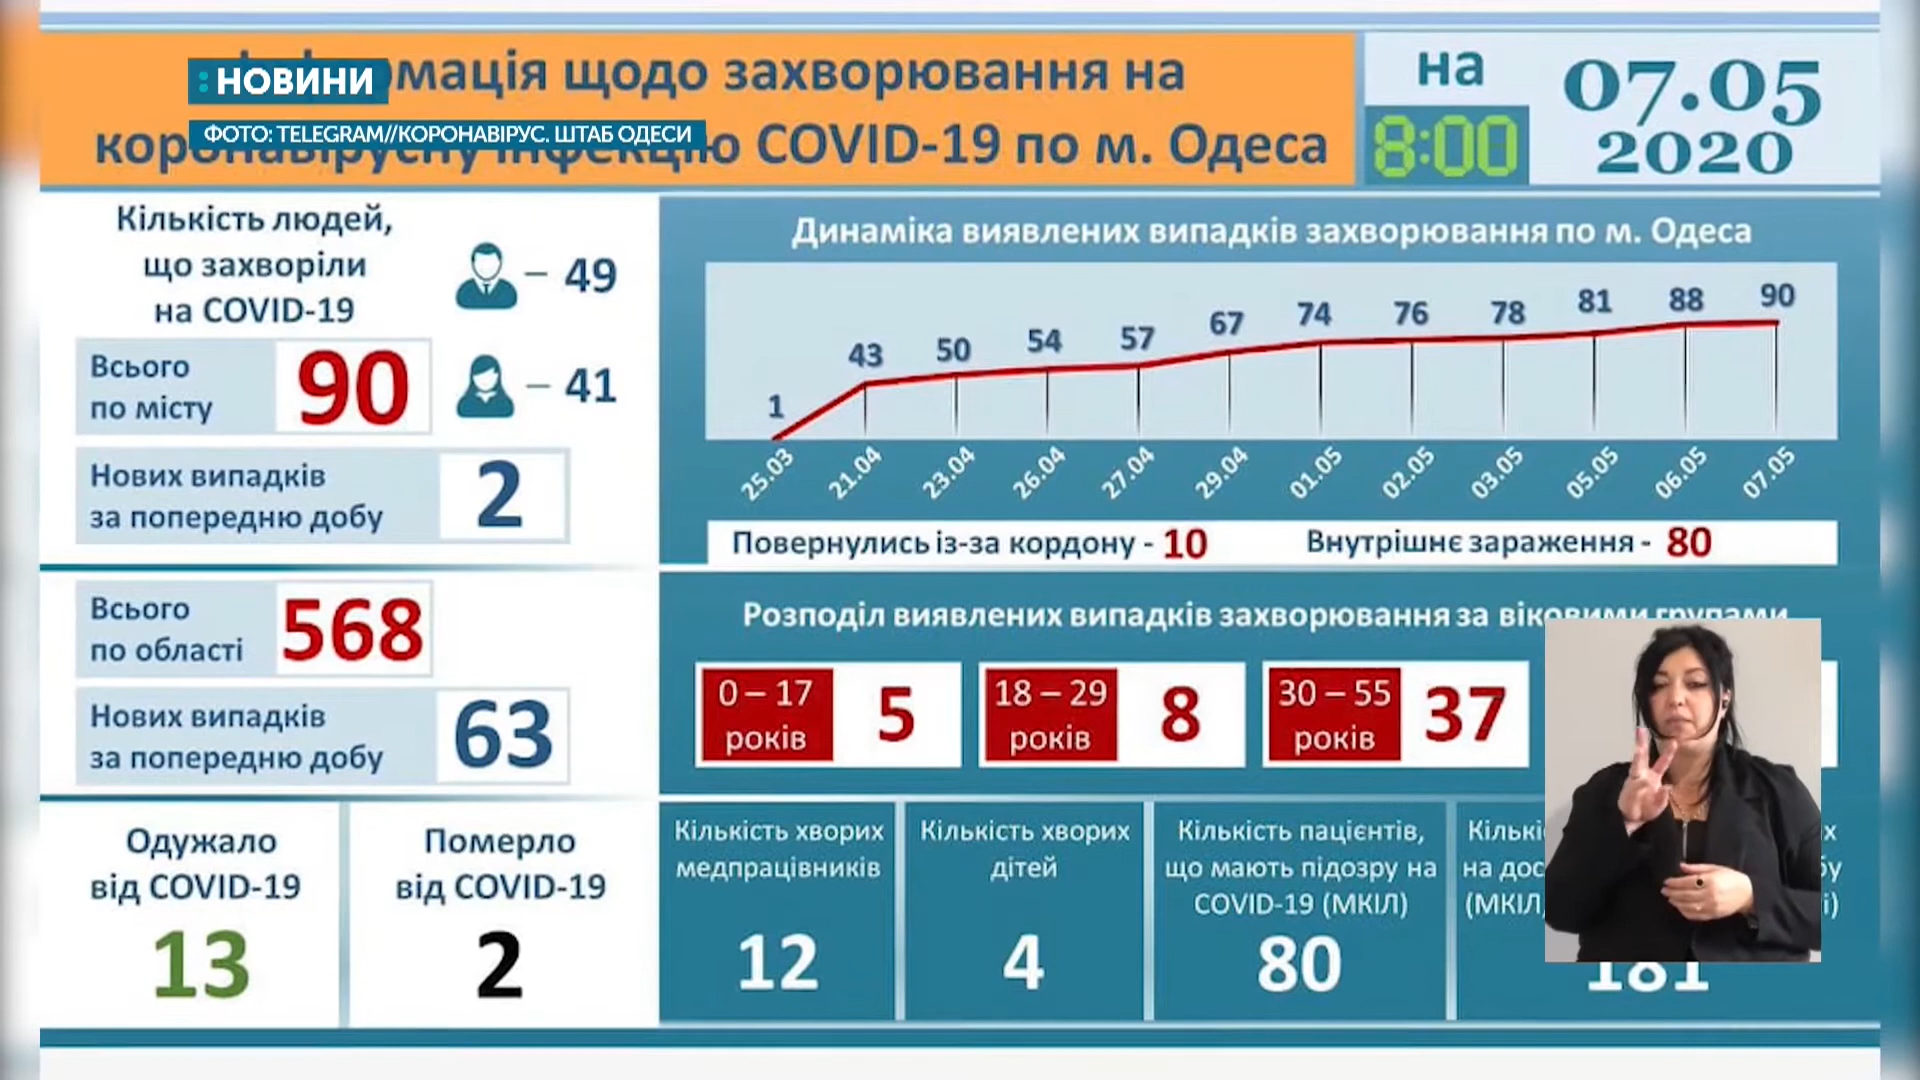 НОВИНИ
мація щодо захворювання на
ФОТО: TELEGRAM//КОРОНАВІРУС. ШТАБ ОДЕСИ
COVID-19 по м. Одеса
на
8:00
07.05
2020
Кількість людей,
що захворіли
на COVID-19
– 49
– 41
Всього
по місту
90
Нових випадків
за попередню добу
2
Всього
по області
568
Нових випадків
за попередню добу
63
Одужало
від COVID-19
13
Померло
від COVID-19
2
Динаміка виявлених випадків захворювання по м. Одеса
1 43 50 54 57 67 74 76 78 81 88 90
25.03 21.04 23.04 26.04 27.04 29.04 01.05 02.05 03.05 05.05 06.05 07.05
Повернулись із-за кордону - 10
Внутрішнє зараження - 80
Розподіл виявлених випадків захворювання за віковими групами
0 – 17
років
5
18 – 29
років
8
30 – 55
років
37
Кількість хворих
медпрацівників
12
Кількість хворих
дітей
4
Кількість пацієнтів,
що мають підозру на
COVID-19 (МКІЛ)
80
на
(МКІЛ
181